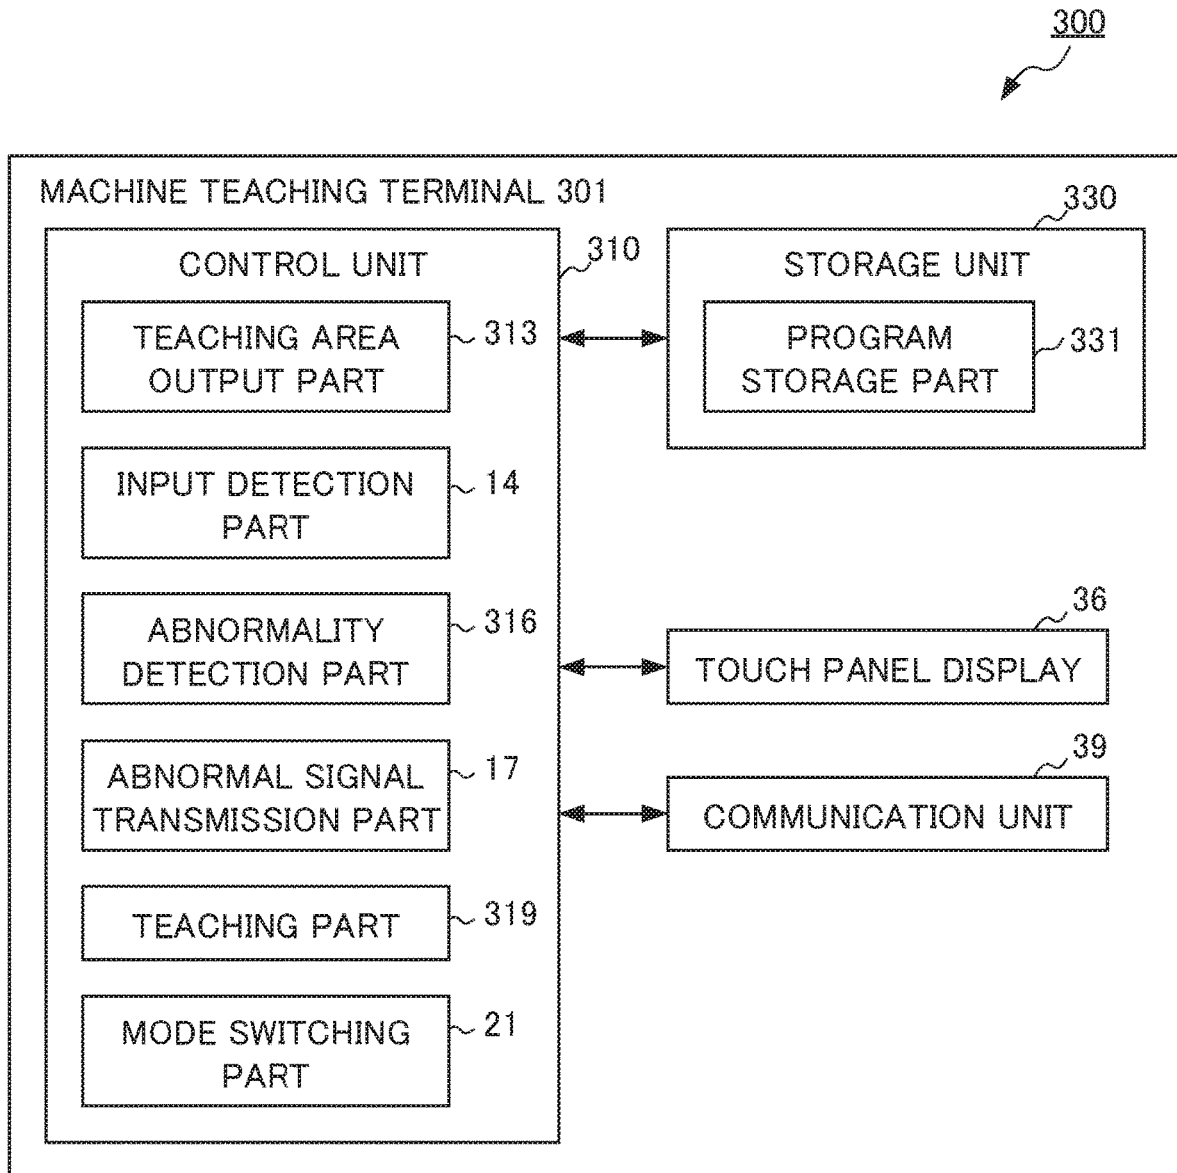 300
MACHINE TEACHING TERMINAL 301
CONTROL UNIT
310
TEACHING AREA
OUTPUT PART
313
INPUT DETECTION
PART
14
ABNORMALITY
DETECTION PART
316
ABNORMAL SIGNAL
TRANSMISSION PART
17
TEACHING PART
319
MODE SWITCHING
PART
21
330
STORAGE UNIT
PROGRAM
STORAGE PART
331
36
TOUCH PANEL DISPLAY
39
COMMUNICATION UNIT